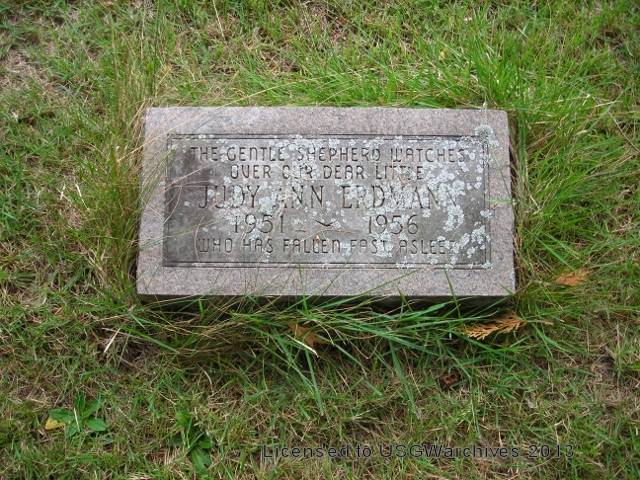 THE GENTLE SHEPHERD WATCHES
OVER OUR DEAR LITTLE
JUDY ANN ERDMANN
1951 1956
WHO HAS FALLEN FAST ASLEEP
Licensed to USGWarchives 2013